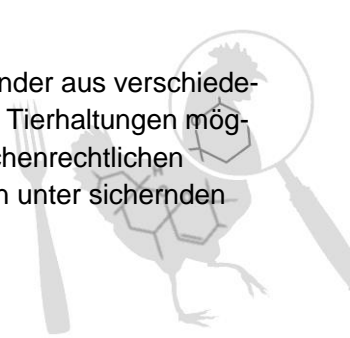 nder aus verschiede-
Tierhaltungen mög-
chenrechtlichen
n unter sichernden